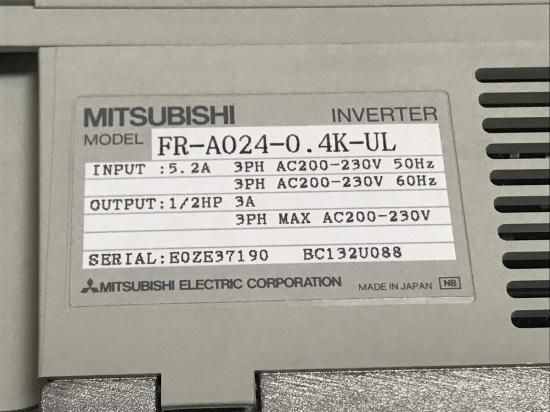 MITSUBISHI INVERTER
MODEL FR-A024-0.4K-UL
INPUT :5.2A 3PH AC200-230V 50Hz
3PH AC200-230V 60Hz
OUTPUT:1/2HP 3A
3PH MAX AC200-230V
SERIAL:E0ZE37190 BC132U088
MITSUBISHI ELECTRIC CORPORATION MADE IN JAPAN NB